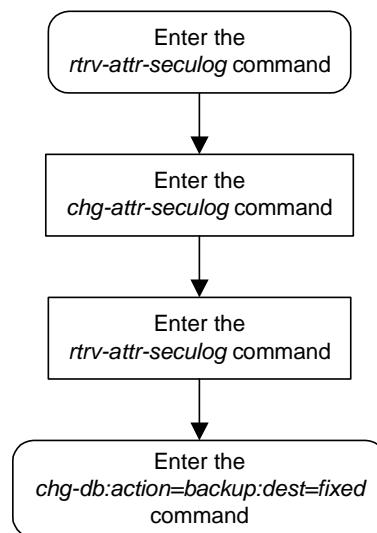 Enter the
rtrv-attr-seculog command
Enter the
chg-attr-seculog command
Enter the
rtrv-attr-seculog command
Enter the
chg-db:action=backup:dest=fixed
command